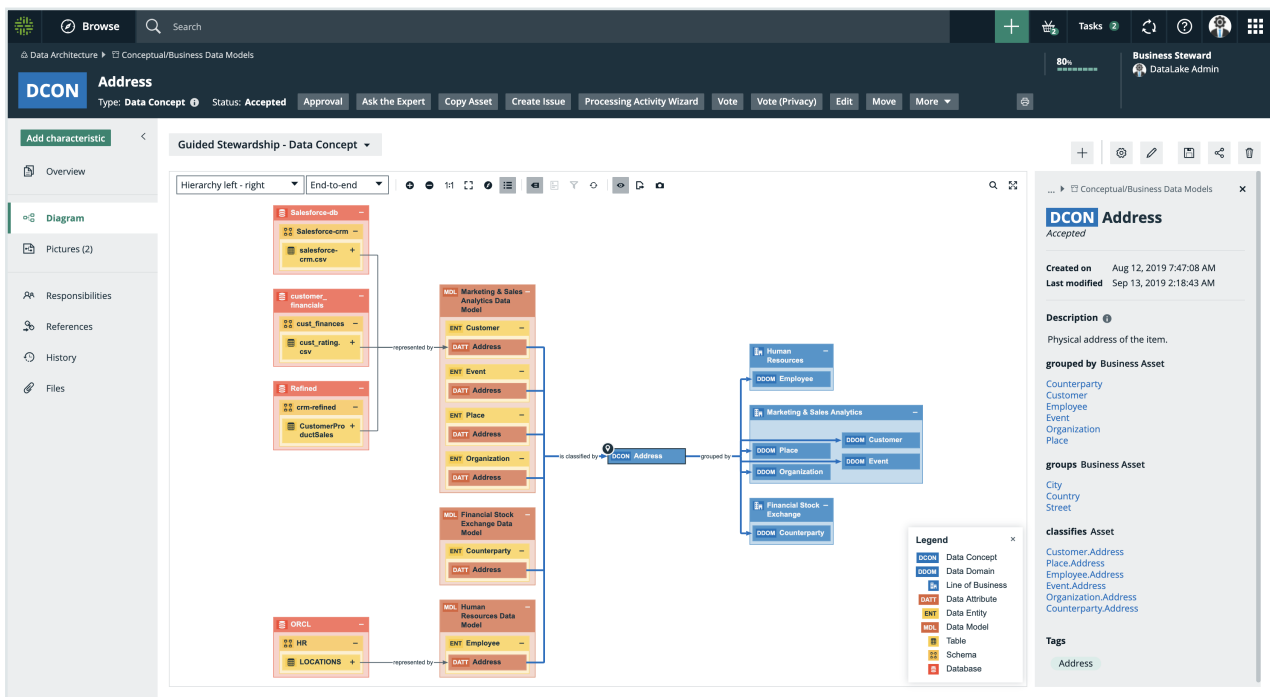 Browse
Search
Tasks 2
2
Data Architecture
Conceptual/Business Data Models
80%
Business Steward
DataLake Admin
DCON
Address
Type: Data Concept
Status: Accepted
Approval
Ask the Expert
Copy Asset
Create Issue
Processing Activity Wizard
Vote
Vote (Privacy)
Edit
Move
More
Add characteristic
Overview
Diagram
Pictures (2)
Responsibilities
References
History
Files
Guided Stewardship - Data Concept
Hierarchy left - right
End-to-end
1:1
Salesforce-db
Salesforce-crm
salesforce-
crm.csv
customer_
financials
cust_finances
cust_rating.
csv
Refined
crm-refined
CustomerPro
ductSales
ORCL
HR
LOCATIONS
represented by
represented by
MDL Marketing & Sales
Analytics Data
Model
ENT Customer
DATT Address
ENT Event
DATT Address
ENT Place
DATT Address
ENT Organization
DATT Address
MDL Financial Stock
Exchange Data
Model
ENT Counterparty
DATT Address
MDL Human
Resources Data
Model
ENT Employee
DATT Address
is classified by
DCON Address
grouped by
Human
Resources
DDOM Employee
Marketing & Sales Analytics
DDOM Customer
DDOM Place
DDOM Event
DDOM Organization
Financial Stock
Exchange
DDOM Counterparty
Legend
DCON Data Concept
DDOM Data Domain
Line of Business
DATT Data Attribute
ENT Data Entity
MDL Data Model
Table
Schema
Database
... Conceptual/Business Data Models
DCON Address
Accepted
Created on Aug 12, 2019 7:47:08 AM
Last modified Sep 13, 2019 2:18:43 AM
Description
Physical address of the item.
grouped by Business Asset
Counterparty
Customer
Employee
Event
Organization
Place
groups Business Asset
City
Country
Street
classifies Asset
Customer.Address
Place.Address
Employee.Address
Event.Address
Organization.Address
Counterparty.Address
Tags
Address